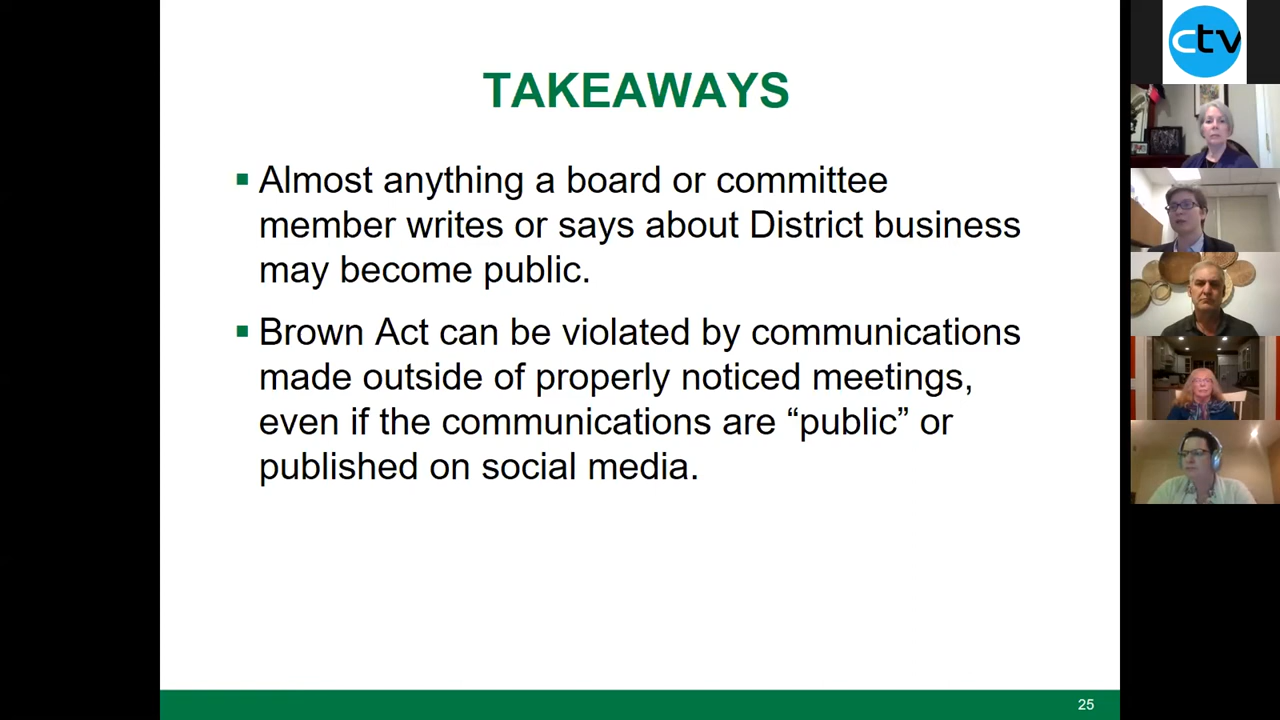 TAKEAWAYS
▪ Almost anything a board or committee
member writes or says about District business
may become public.
▪ Brown Act can be violated by communications
made outside of properly noticed meetings,
even if the communications are “public” or
published on social media.
25
ctv